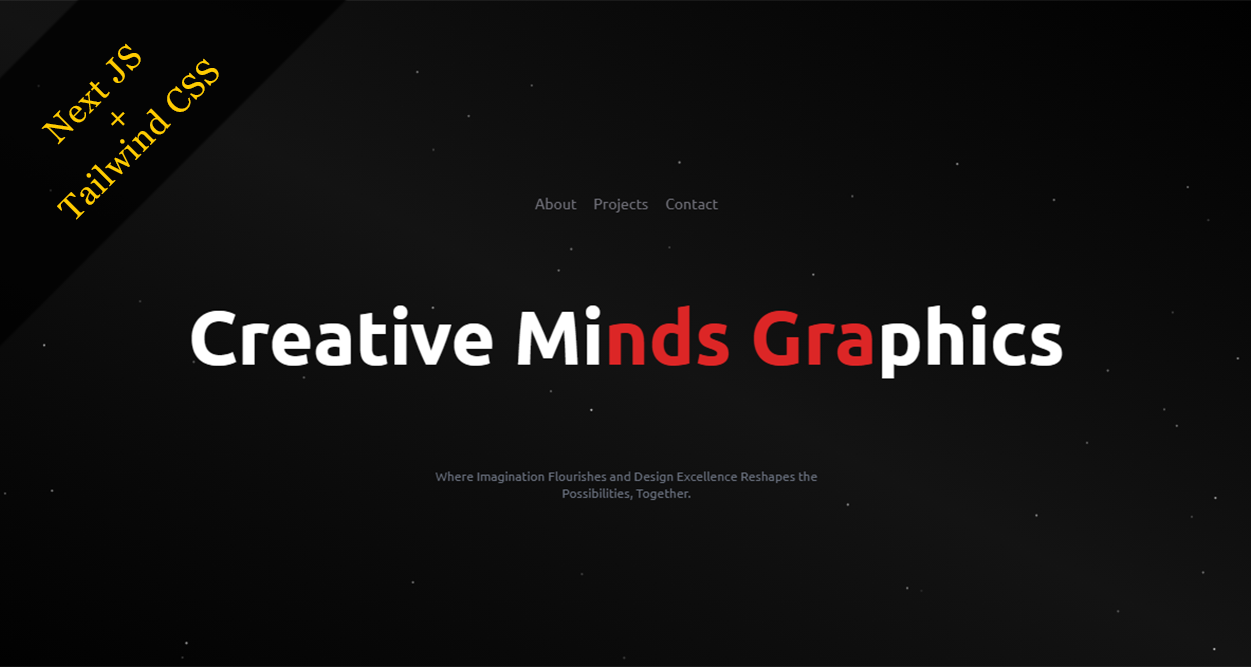 Next JS
+
Tailwind CSS
About Projects Contact
Creative Minds Graphics
Where Imagination Flourishes and Design Excellence Reshapes the
Possibilities, Together.